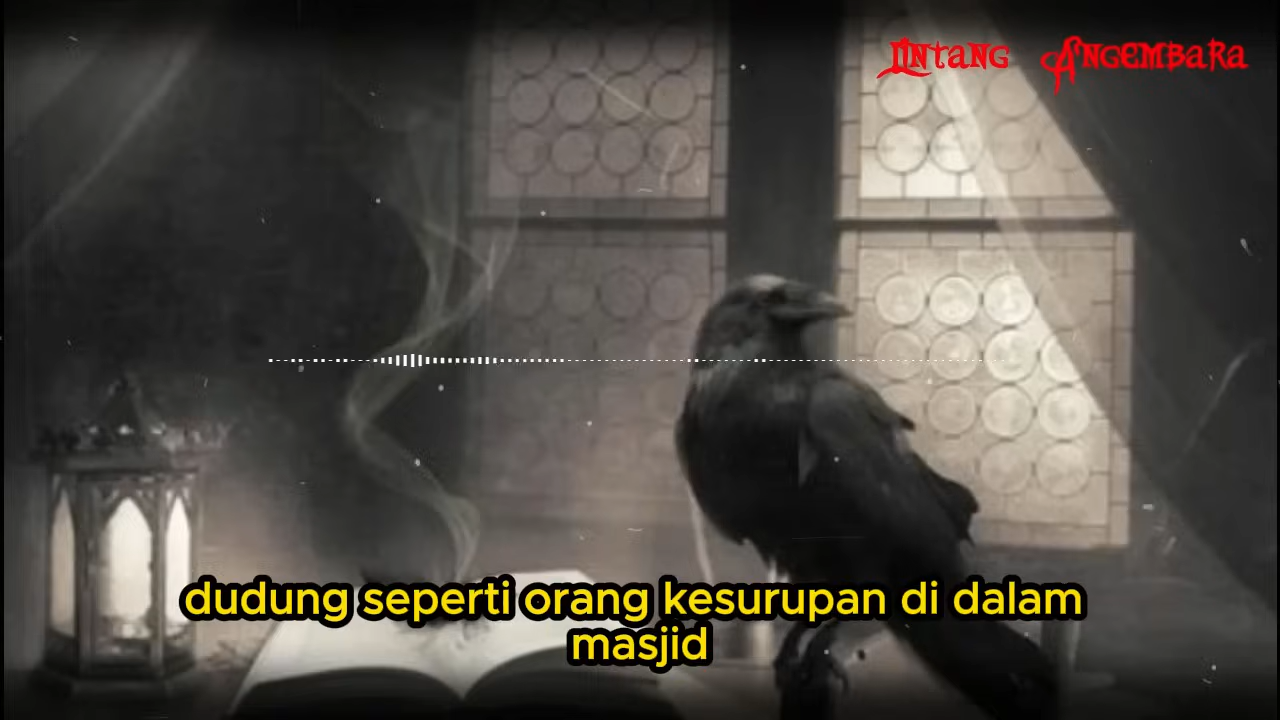 Lintang Angembara
dudung seperti orang kesurupan di dalam
masjid